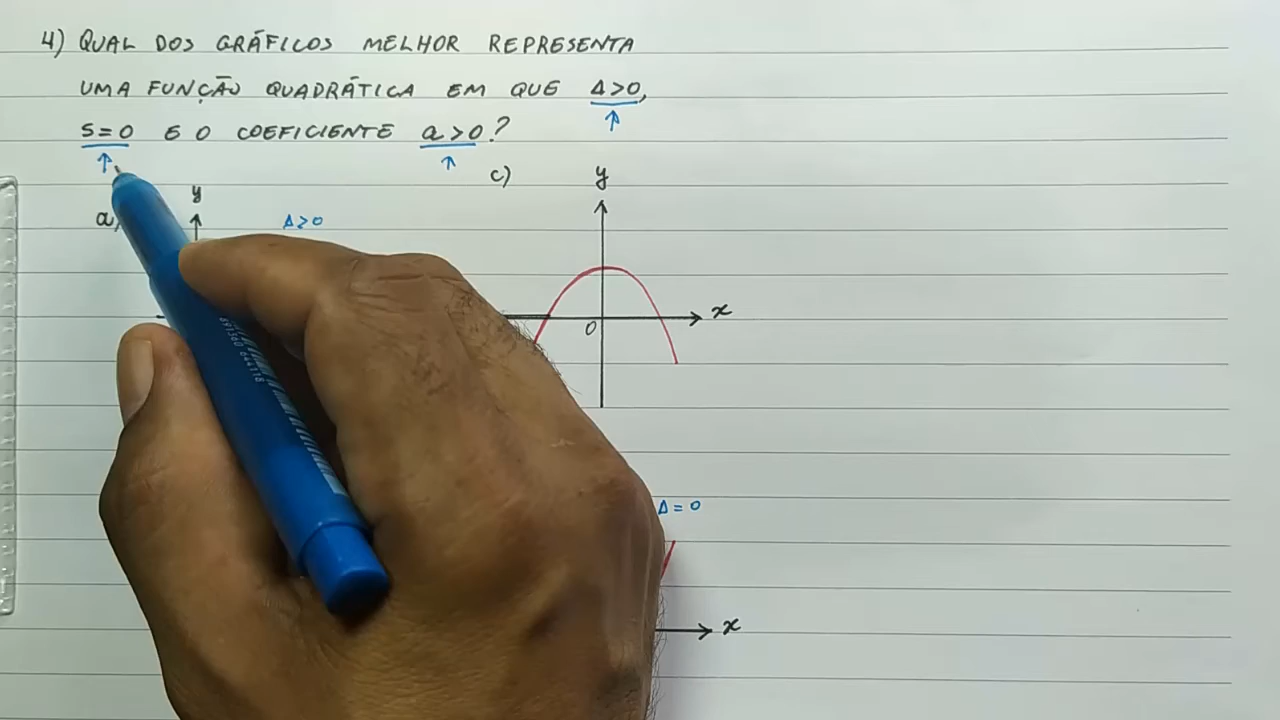 4) QUAL DOS GRÁFICOS MELHOR REPRESENTA
UMA FUNÇÃO QUADRÁTICA EM QUE Δ>0,
S=0 E O COEFICIENTE a>0?
a)
y
Δ>0
c)
y
x
0
Δ=0
x